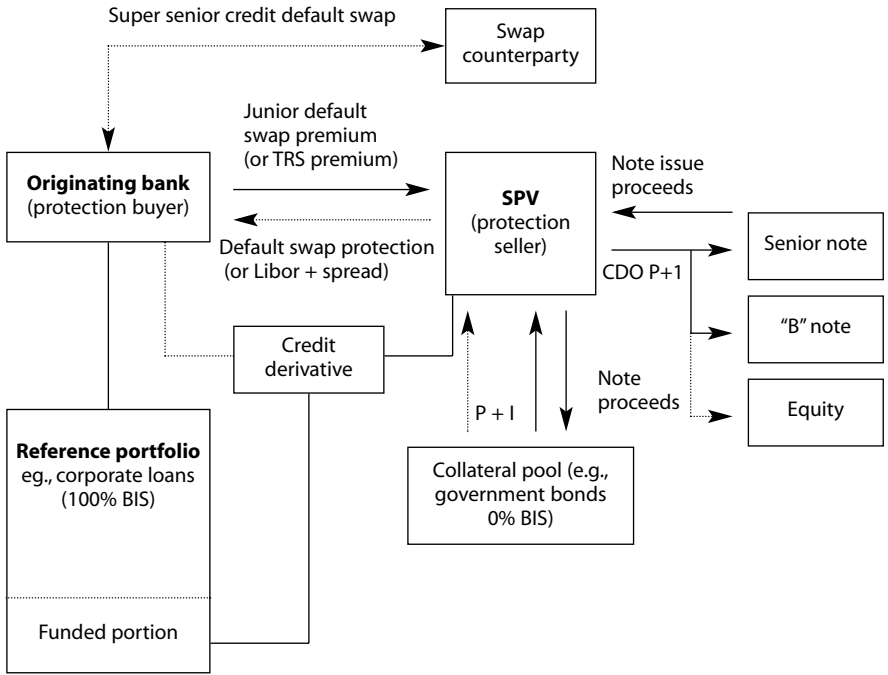 Super senior credit default swap
Swap
counterparty
Junior default
swap premium
(or TRS premium)
Originating bank
(protection buyer)
SPV
(protection
seller)
Note issue
proceeds
Default swap protection
(or Libor + spread)
CDO P+1
Senior note
Credit
derivative
"B" note
P + I
Note
proceeds
Equity
Reference portfolio
eg., corporate loans
(100% BIS)
Collateral pool (e.g.,
government bonds
0% BIS)
Funded portion